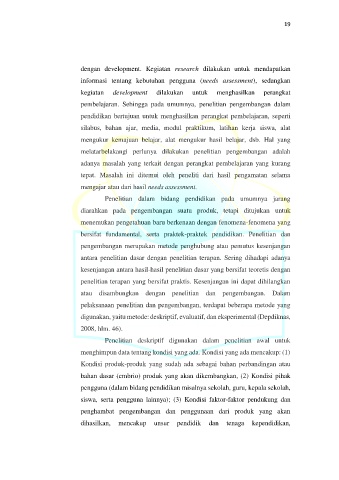 19
dengan development. Kegiatan research dilakukan untuk mendapatkan
informasi tentang kebutuhan pengguna (needs assessment), sedangkan
kegiatan development dilakukan untuk menghasilkan perangkat
pembelajaran. Sehingga pada umumnya, penelitian pengembangan dalam
pendidikan bertujuan untuk menghasilkan perangkat pembelajaran, seperti
silabus, bahan ajar, media, modul praktikum, latihan kerja siswa, alat
mengukur kemajuan belajar, alat mengukur hasil belajar, dsb. Hal yang
melatarbelakangi perlunya dilakukan penelitian pengembangan adalah
adanya masalah yang terkait dengan perangkat pembelajaran yang kurang
tepat. Masalah ini ditemui oleh peneliti dari hasil pengamatan selama
mengajar atau dari hasil needs assessment.
Penelitian dalam bidang pendidikan pada umumnya jarang
diarahkan pada pengembangan suatu produk, tetapi ditujukan untuk
menemukan pengetahuan baru berkenaan dengan fenomena-fenomena yang
bersifat fundamental, serta praktek-praktek pendidikan. Penelitian dan
pengembangan merupakan metode penghubung atau pemutus kesenjangan
antara penelitian dasar dengan penelitian terapan. Sering dihadapi adanya
kesenjangan antara hasil-hasil penelitian dasar yang bersifat teoretis dengan
penelitian terapan yang bersifat praktis. Kesenjangan ini dapat dihilangkan
atau disambungkan dengan penelitian dan pengembangan. Dalam
pelaksanaan penelitian dan pengembangan, terdapat beberapa metode yang
digunakan, yaitu metode: deskriptif, evaluatif, dan eksperimental (Depdiknas,
2008, hlm. 46).
Penelitian deskriptif digunakan dalam penelitian awal untuk
menghimpun data tentang kondisi yang ada. Kondisi yang ada mencakup: (1)
Kondisi produk-produk yang sudah ada sebagai bahan perbandingan atau
bahan dasar (embrio) produk yang akan dikembangkan, (2) Kondisi pihak
pengguna (dalam bidang pendidikan misalnya sekolah, guru, kepala sekolah,
siswa, serta pengguna lainnya); (3) Kondisi faktor-faktor pendukung dan
penghambat pengembangan dan penggunaan dari produk yang akan
dihasilkan, mencakup unsur pendidik dan tenaga kependidikan,